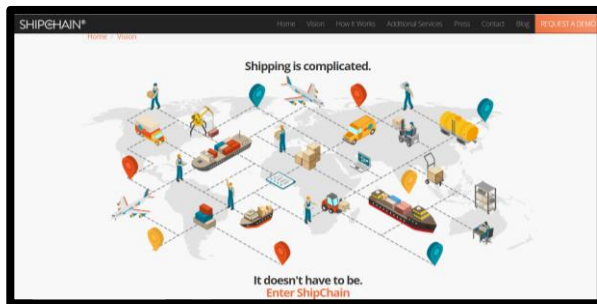 SHIPCHAIN®
Home Vision How It Works Additional Services Press Contact Blog REQUEST A DEMO
Home / Vision
Shipping is complicated.
It doesn't have to be.
Enter ShipChain